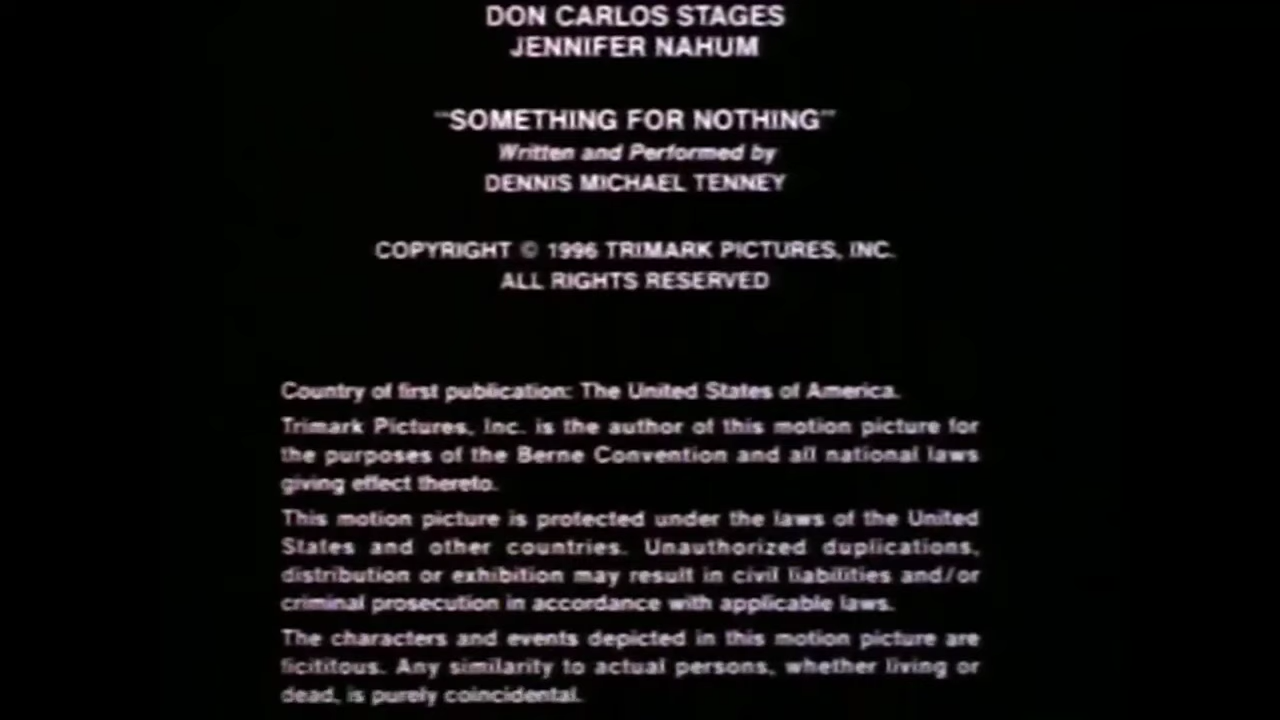 DON CARLOS STAGES
JENNIFER NAHUM
"SOMETHING FOR NOTHING"
Written and Performed by
DENNIS MICHAEL TENNEY
COPYRIGHT © 1996 TRIMARK PICTURES, INC.
ALL RIGHTS RESERVED
Country of first publication: The United States of America.
Trimark Pictures, Inc. is the author of this motion picture for
the purposes of the Berne Convention and all national laws
giving effect thereto.
This motion picture is protected under the laws of the United
States and other countries. Unauthorized duplications,
distribution or exhibition may result in civil liabilities and/or
criminal prosecution in accordance with applicable laws.
The characters and events depicted in this motion picture are
ficititous. Any similarity to actual persons, whether living or
dead, is purely coincidental.